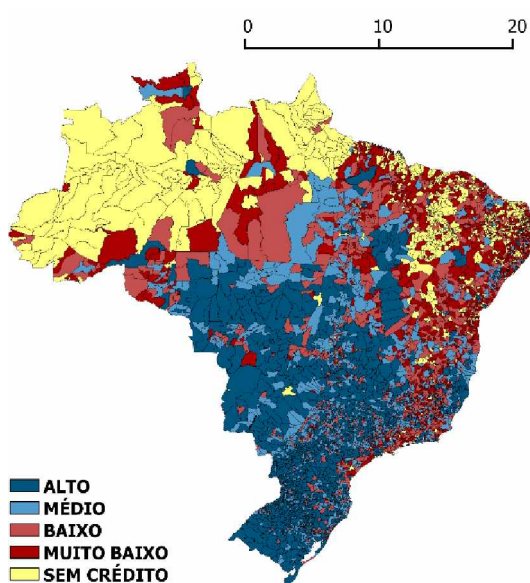 0 10 20
ALTO
MÉDIO
BAIXO
MUITO BAIXO
SEM CRÉDITO